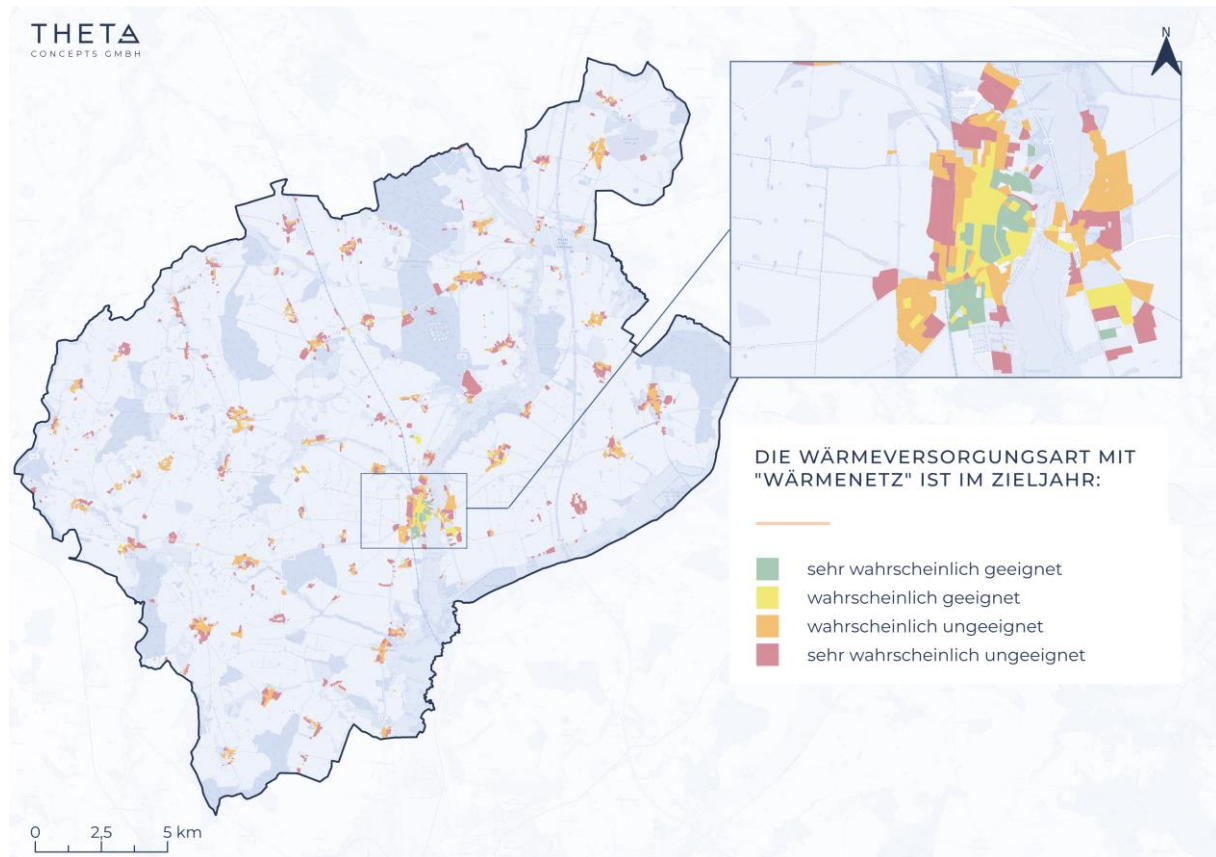 THETA
CONCEPTS GMBH
N
DIE WÄRMEVERSORGUNGSART MIT
"WÄRMENETZ" IST IM ZIELJAHR:
sehr wahrscheinlich geeignet
wahrscheinlich geeignet
wahrscheinlich ungeeignet
sehr wahrscheinlich ungeeignet
0 2,5 5 km